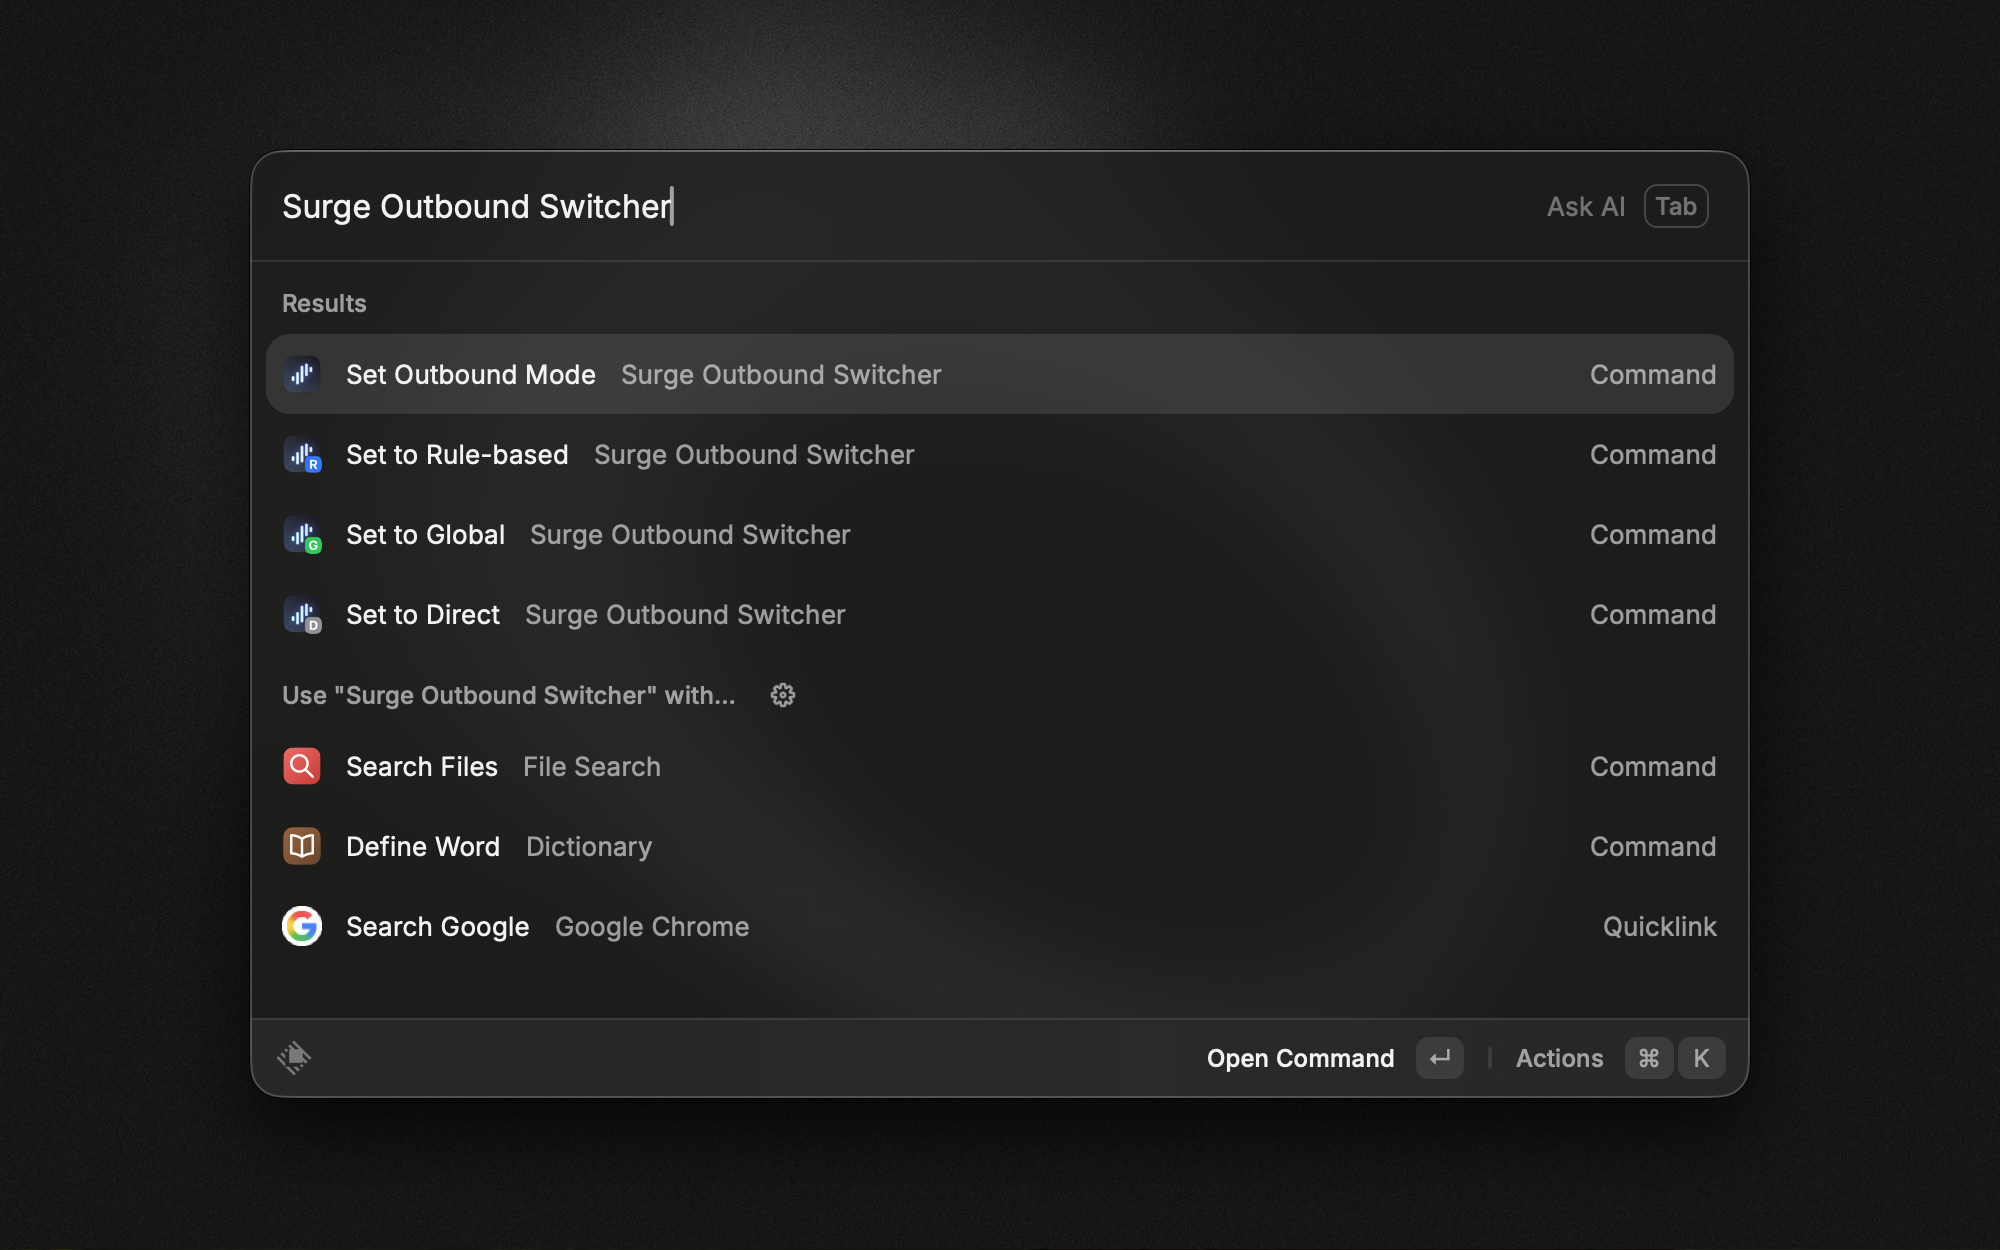 Surge Outbound Switcher
Ask AI Tab
Results
Set Outbound Mode Surge Outbound Switcher Command
R Set to Rule-based Surge Outbound Switcher Command
G Set to Global Surge Outbound Switcher Command
D Set to Direct Surge Outbound Switcher Command
Use "Surge Outbound Switcher" with...
Search Files File Search Command
Define Word Dictionary Command
G Search Google Google Chrome Quicklink
Open Command ↵ Actions ⌘ K